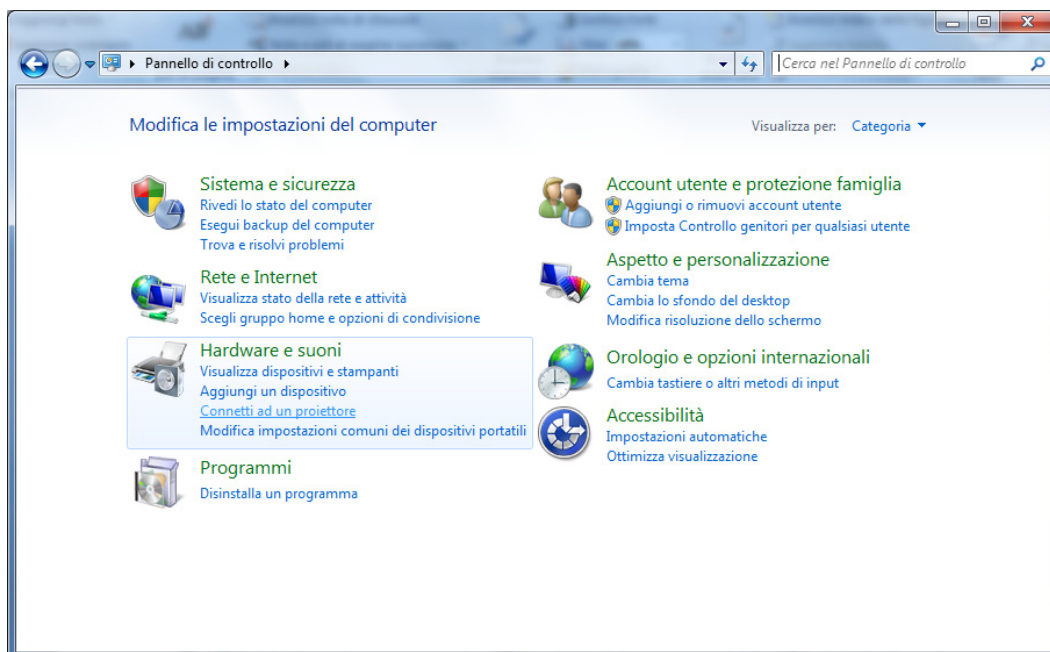 Pannello di controllo
Cerca nel Pannello di controllo
Modifica le impostazioni del computer
Visualizza per: Categoria
Sistema e sicurezza
Rivedi lo stato del computer
Esegui backup del computer
Trova e risolvi problemi
Rete e Internet
Visualizza stato della rete e attività
Scegli gruppo home e opzioni di condivisione
Hardware e suoni
Visualizza dispositivi e stampanti
Aggiungi un dispositivo
Connetti ad un proiettore
Modifica impostazioni comuni dei dispositivi portatili
Programmi
Disinstalla un programma
Account utente e protezione famiglia
Aggiungi o rimuovi account utente
Imposta Controllo genitori per qualsiasi utente
Aspetto e personalizzazione
Cambia tema
Cambia lo sfondo del desktop
Modifica risoluzione dello schermo
Orologio e opzioni internazionali
Cambia tastiere o altri metodi di input
Accessibilità
Impostazioni automatiche
Ottimizza visualizzazione